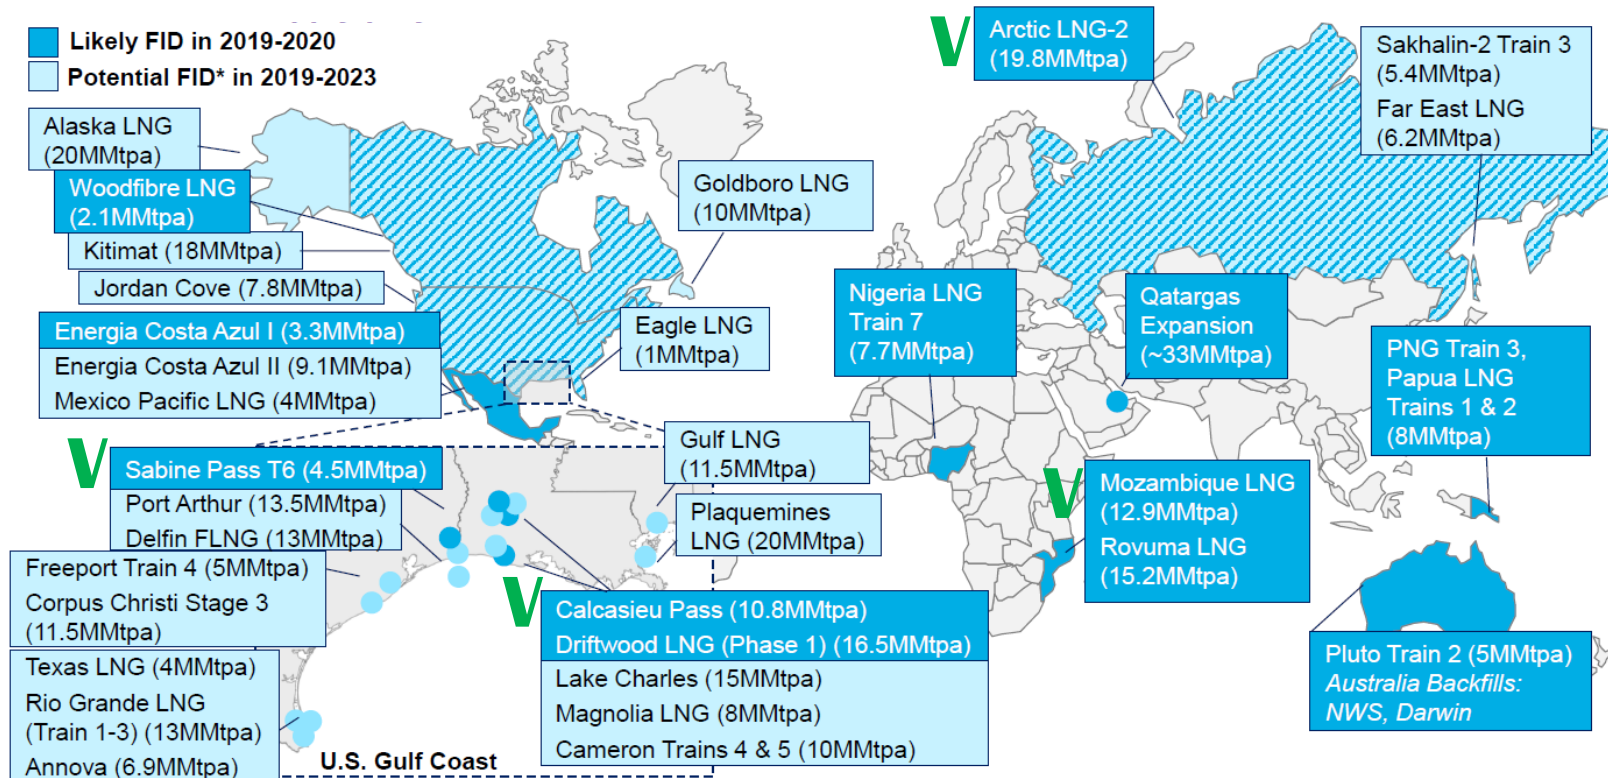 Likely FID in 2019-2020
Potential FID* in 2019-2023
Alaska LNG
(20MMtpa)
Woodfibre LNG
(2.1MMtpa)
Kitimat (18MMtpa)
Jordan Cove (7.8MMtpa)
Energia Costa Azul I (3.3MMtpa)
Energia Costa Azul II (9.1MMtpa)
Mexico Pacific LNG (4MMtpa)
Goldboro LNG
(10MMtpa)
Eagle LNG
(1MMtpa)
Sabine Pass T6 (4.5MMtpa)
Port Arthur (13.5MMtpa)
Delfin FLNG (13MMtpa)
Freeport Train 4 (5MMtpa)
Corpus Christi Stage 3
(11.5MMtpa)
Texas LNG (4MMtpa)
Rio Grande LNG
(Train 1-3) (13MMtpa)
Annova (6.9MMtpa)
U.S. Gulf Coast
Gulf LNG
(11.5MMtpa)
Plaquemines
LNG (20MMtpa)
Calcasieu Pass (10.8MMtpa)
Driftwood LNG (Phase 1) (16.5MMtpa)
Lake Charles (15MMtpa)
Magnolia LNG (8MMtpa)
Cameron Trains 4 & 5 (10MMtpa)
Arctic LNG-2
(19.8MMtpa)
Sakhalin-2 Train 3
(5.4MMtpa)
Far East LNG
(6.2MMtpa)
Nigeria LNG
Train 7
(7.7MMtpa)
Qatargas
Expansion
(~33MMtpa)
PNG Train 3,
Papua LNG
Trains 1 & 2
(8MMtpa)
Mozambique LNG
(12.9MMtpa)
Rovuma LNG
(15.2MMtpa)
Pluto Train 2 (5MMtpa)
Australia Backfills:
NWS, Darwin